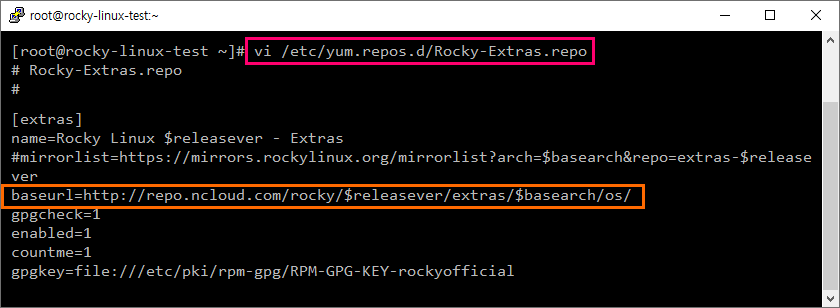 root@rocky-linux-test:~
[root@rocky-linux-test ~]# vi /etc/yum.repos.d/Rocky-Extras.repo
# Rocky-Extras.repo
#
[extras]
name=Rocky Linux $releasever - Extras
#mirrorlist=https://mirrors.rockylinux.org/mirrorlist?arch=$basearch&repo=extras-$release
ver
baseurl=http://repo.ncloud.com/rocky/$releasever/extras/$basearch/os/
gpgcheck=1
enabled=1
countme=1
gpgkey=file:///etc/pki/rpm-gpg/RPM-GPG-KEY-rockyofficial